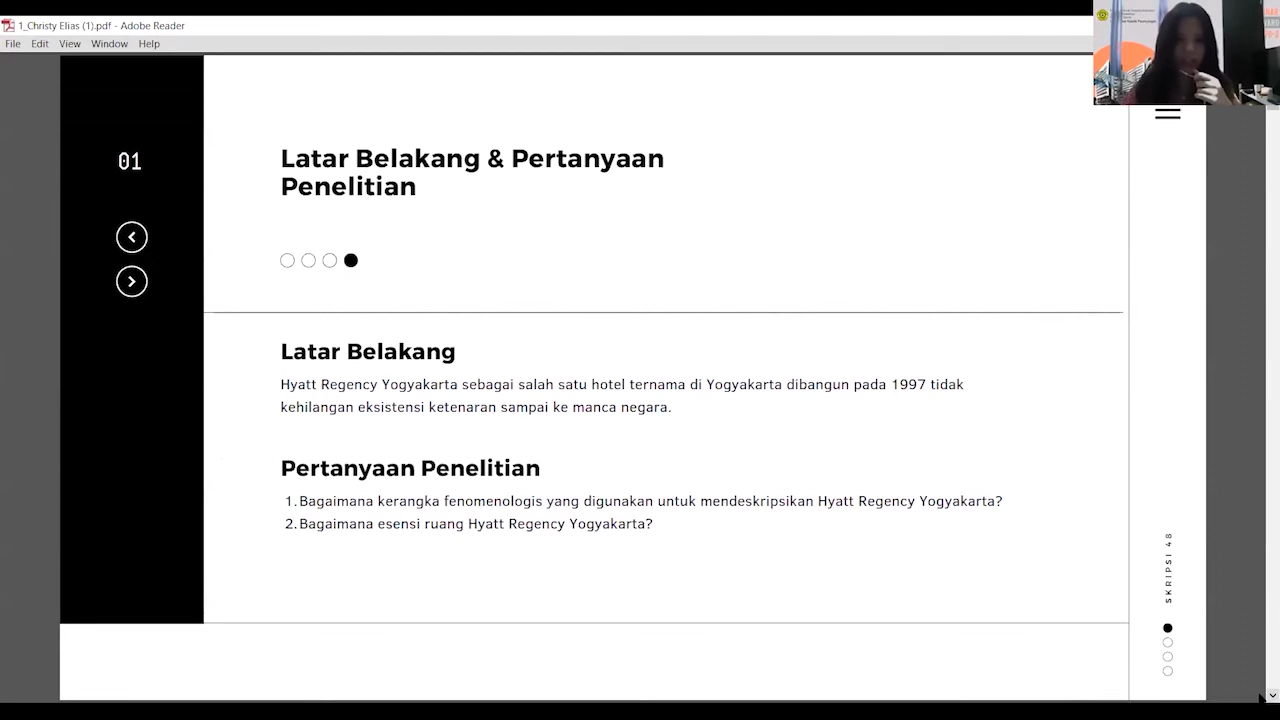 1_Christy Elias (1).pdf - Adobe Reader
File Edit View Window Help
01
Latar Belakang & Pertanyaan
Penelitian
Latar Belakang
Hyatt Regency Yogyakarta sebagai salah satu hotel ternama di Yogyakarta dibangun pada 1997 tidak
kehilangan eksistensi ketenaran sampai ke manca negara.
Pertanyaan Penelitian
1. Bagaimana kerangka fenomenologis yang digunakan untuk mendeskripsikan Hyatt Regency Yogyakarta?
2. Bagaimana esensi ruang Hyatt Regency Yogyakarta?
SKRIPSI 48